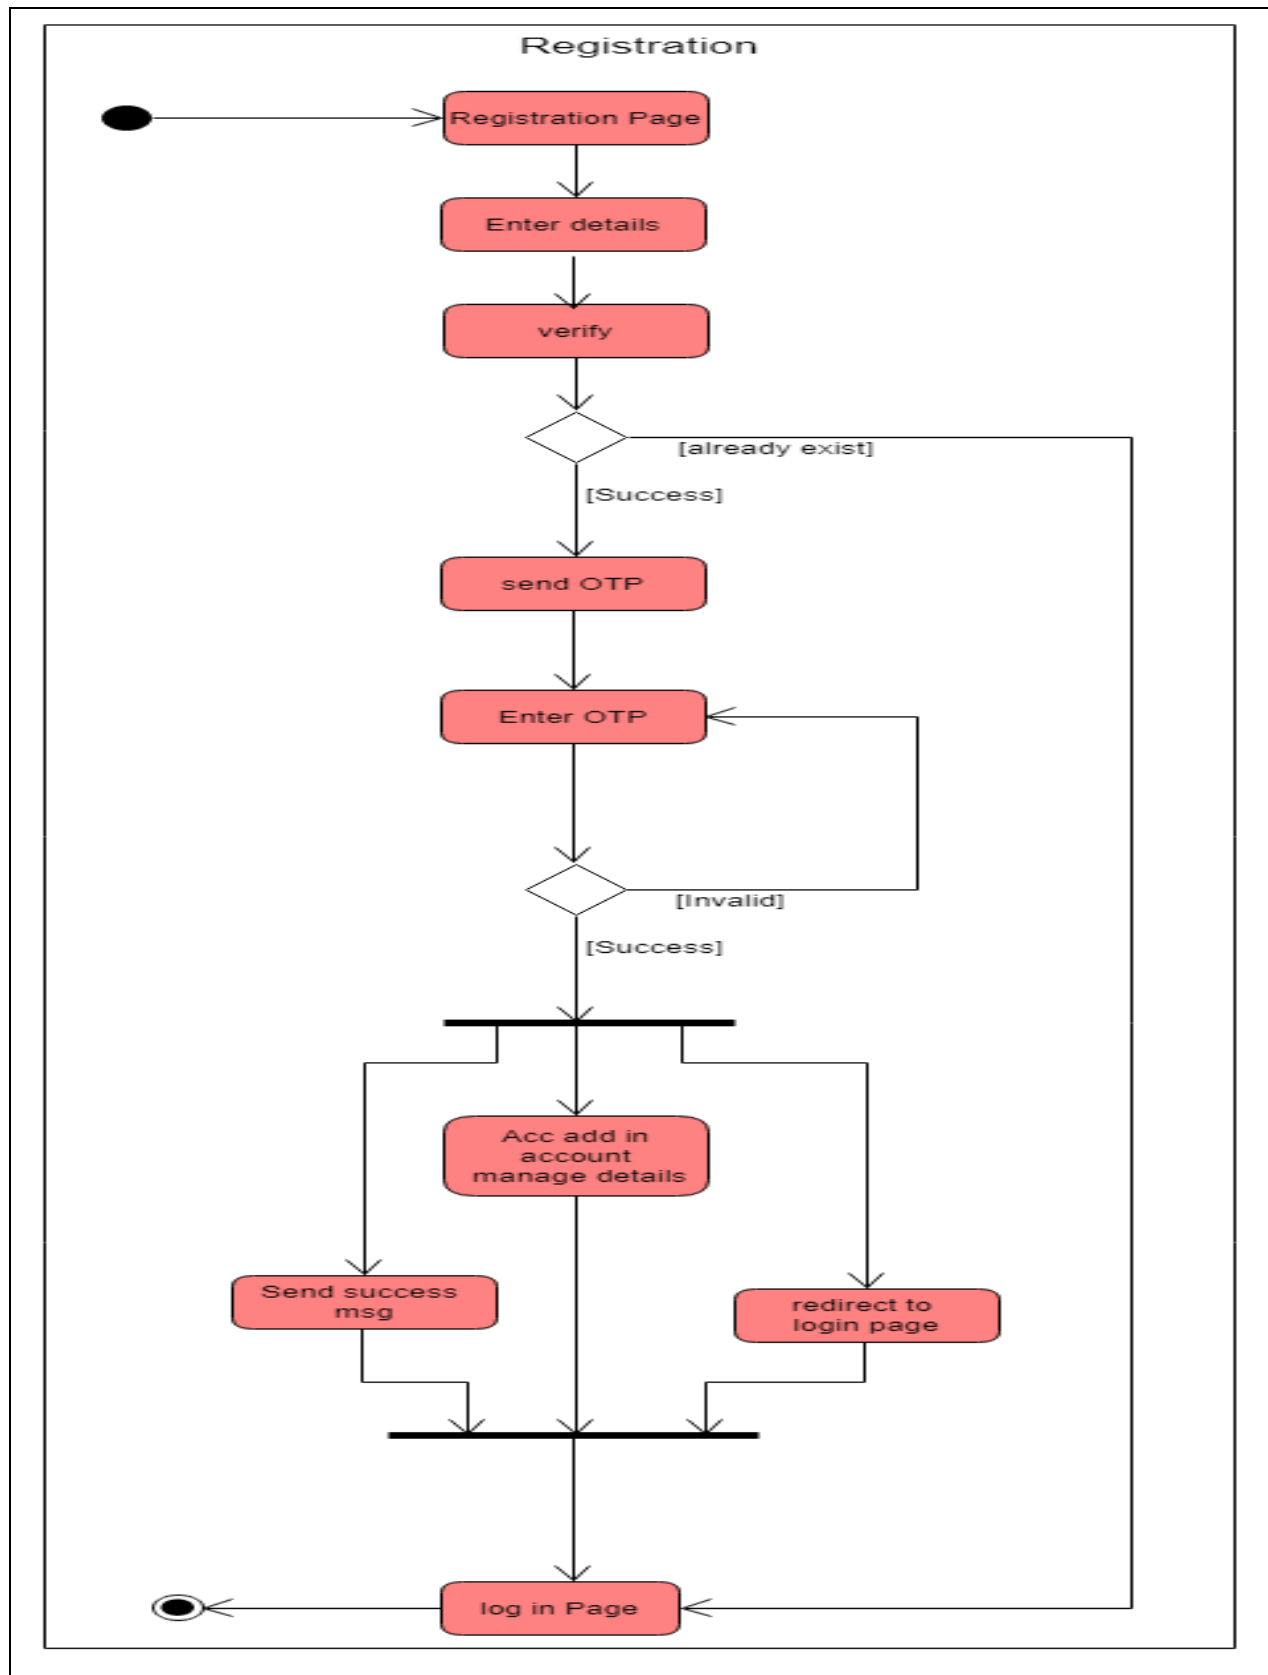 Registration
Registration Page
Enter details
verify
[already exist]
[Success]
send OTP
Enter OTP
[Invalid]
[Success]
Acc add in
account
manage details
Send success
msg
redirect to
login page
log in Page